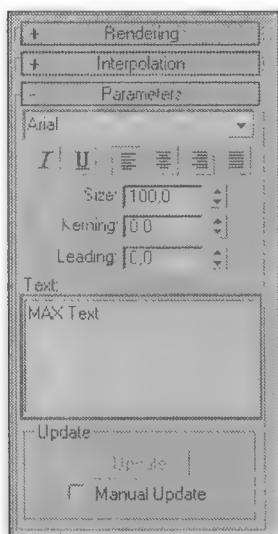 + Rendering
+ Interpolation
- Parameters
Arial
I U
Size: 100,0
Kerning: 0,0
Leading: 0,0
Text:
MAX Text
Update
Update
Manual Update